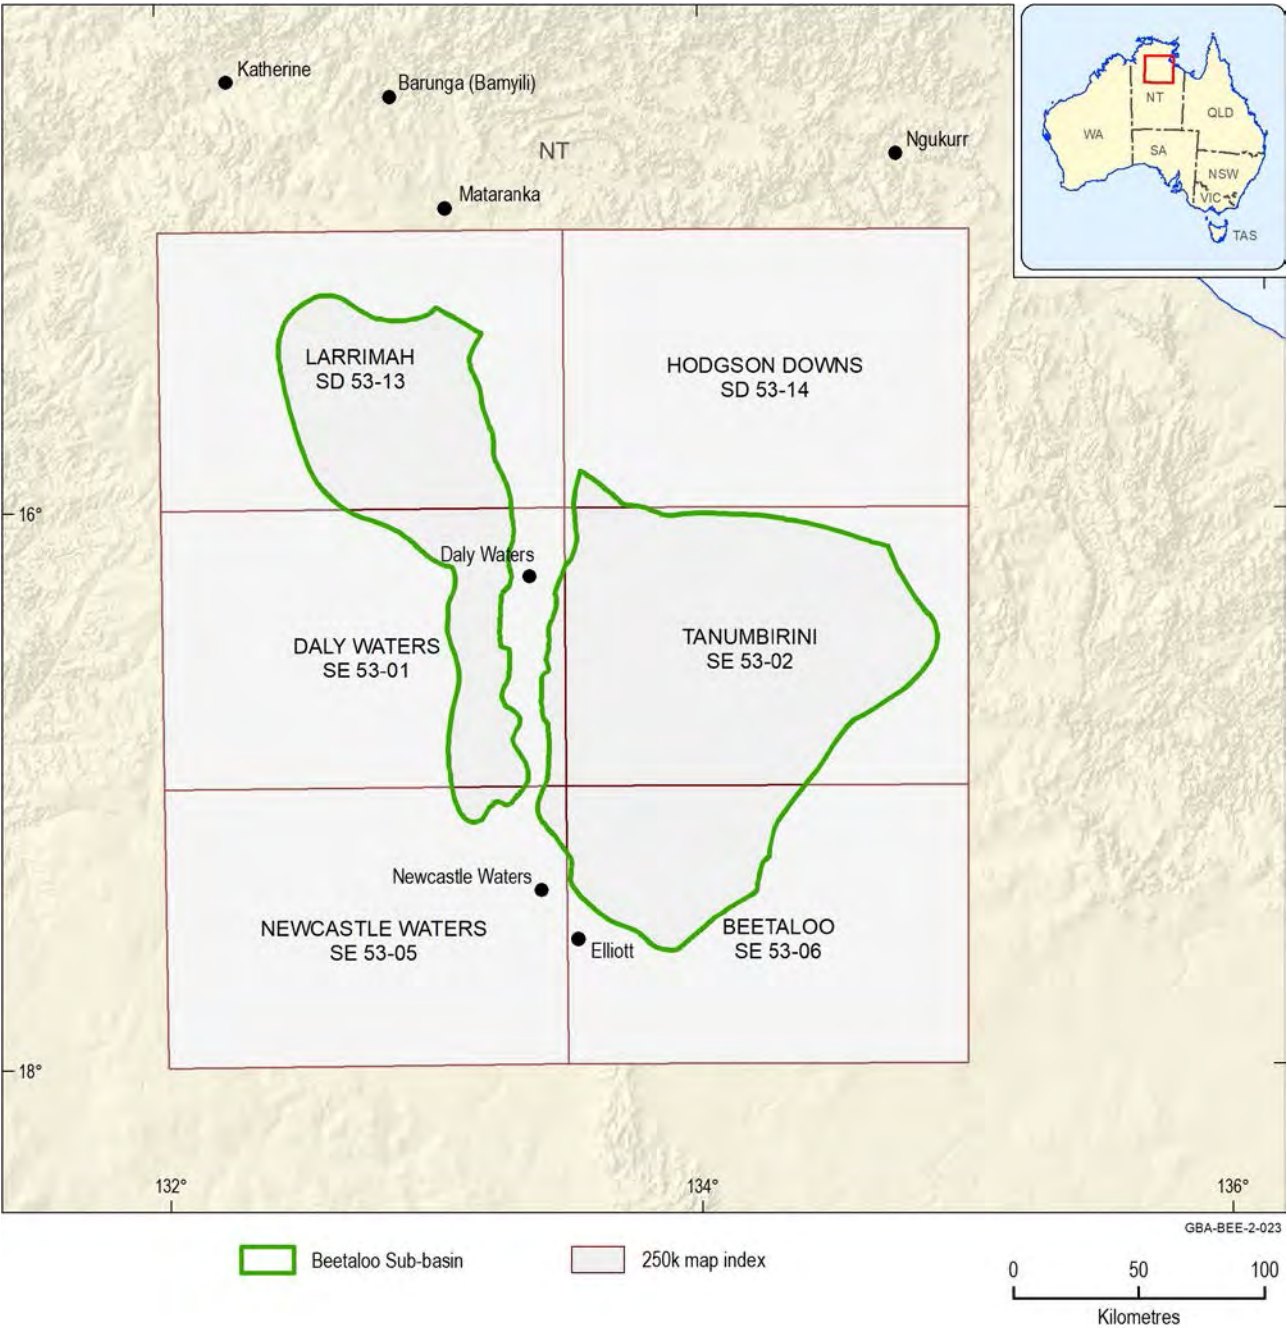 Katherine
Barunga (Bamyili)
NT
Ngukurr
Mataranka
NT
QLD
WA
SA
NSW
VIC
TAS
LARRIMAH
SD 53-13
HODGSON DOWNS
SD 53-14
16°
Daly Waters
DALY WATERS
SE 53-01
TANUMBIRINI
SE 53-02
Newcastle Waters
NEWCASTLE WATERS
SE 53-05
Elliott
BEETALOO
SE 53-06
18°
132°
134°
136°
GBA-BEE-2-023
Beetaloo Sub-basin
250k map index
0 50 100
Kilometres